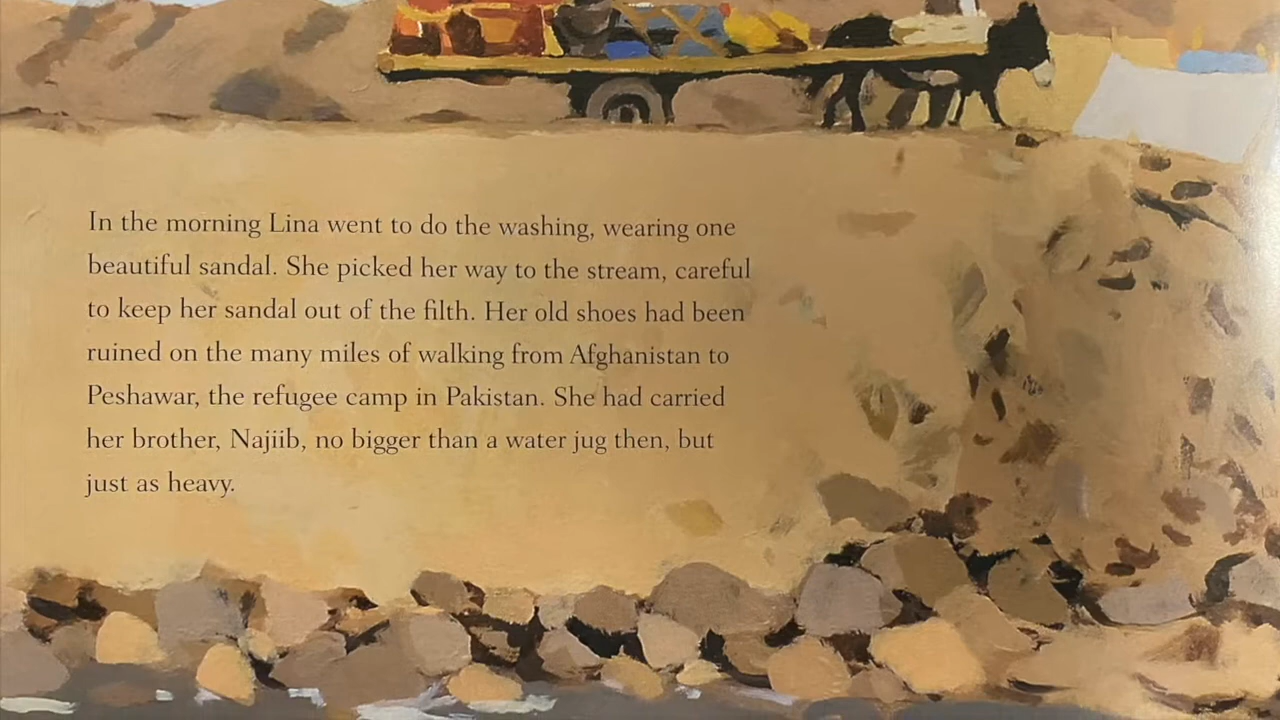 In the morning Lina went to do the washing, wearing one
beautiful sandal. She picked her way to the stream, careful
to keep her sandal out of the filth. Her old shoes had been
ruined on the many miles of walking from Afghanistan to
Peshawar, the refugee camp in Pakistan. She had carried
her brother, Najiib, no bigger than a water jug then, but
just as heavy.